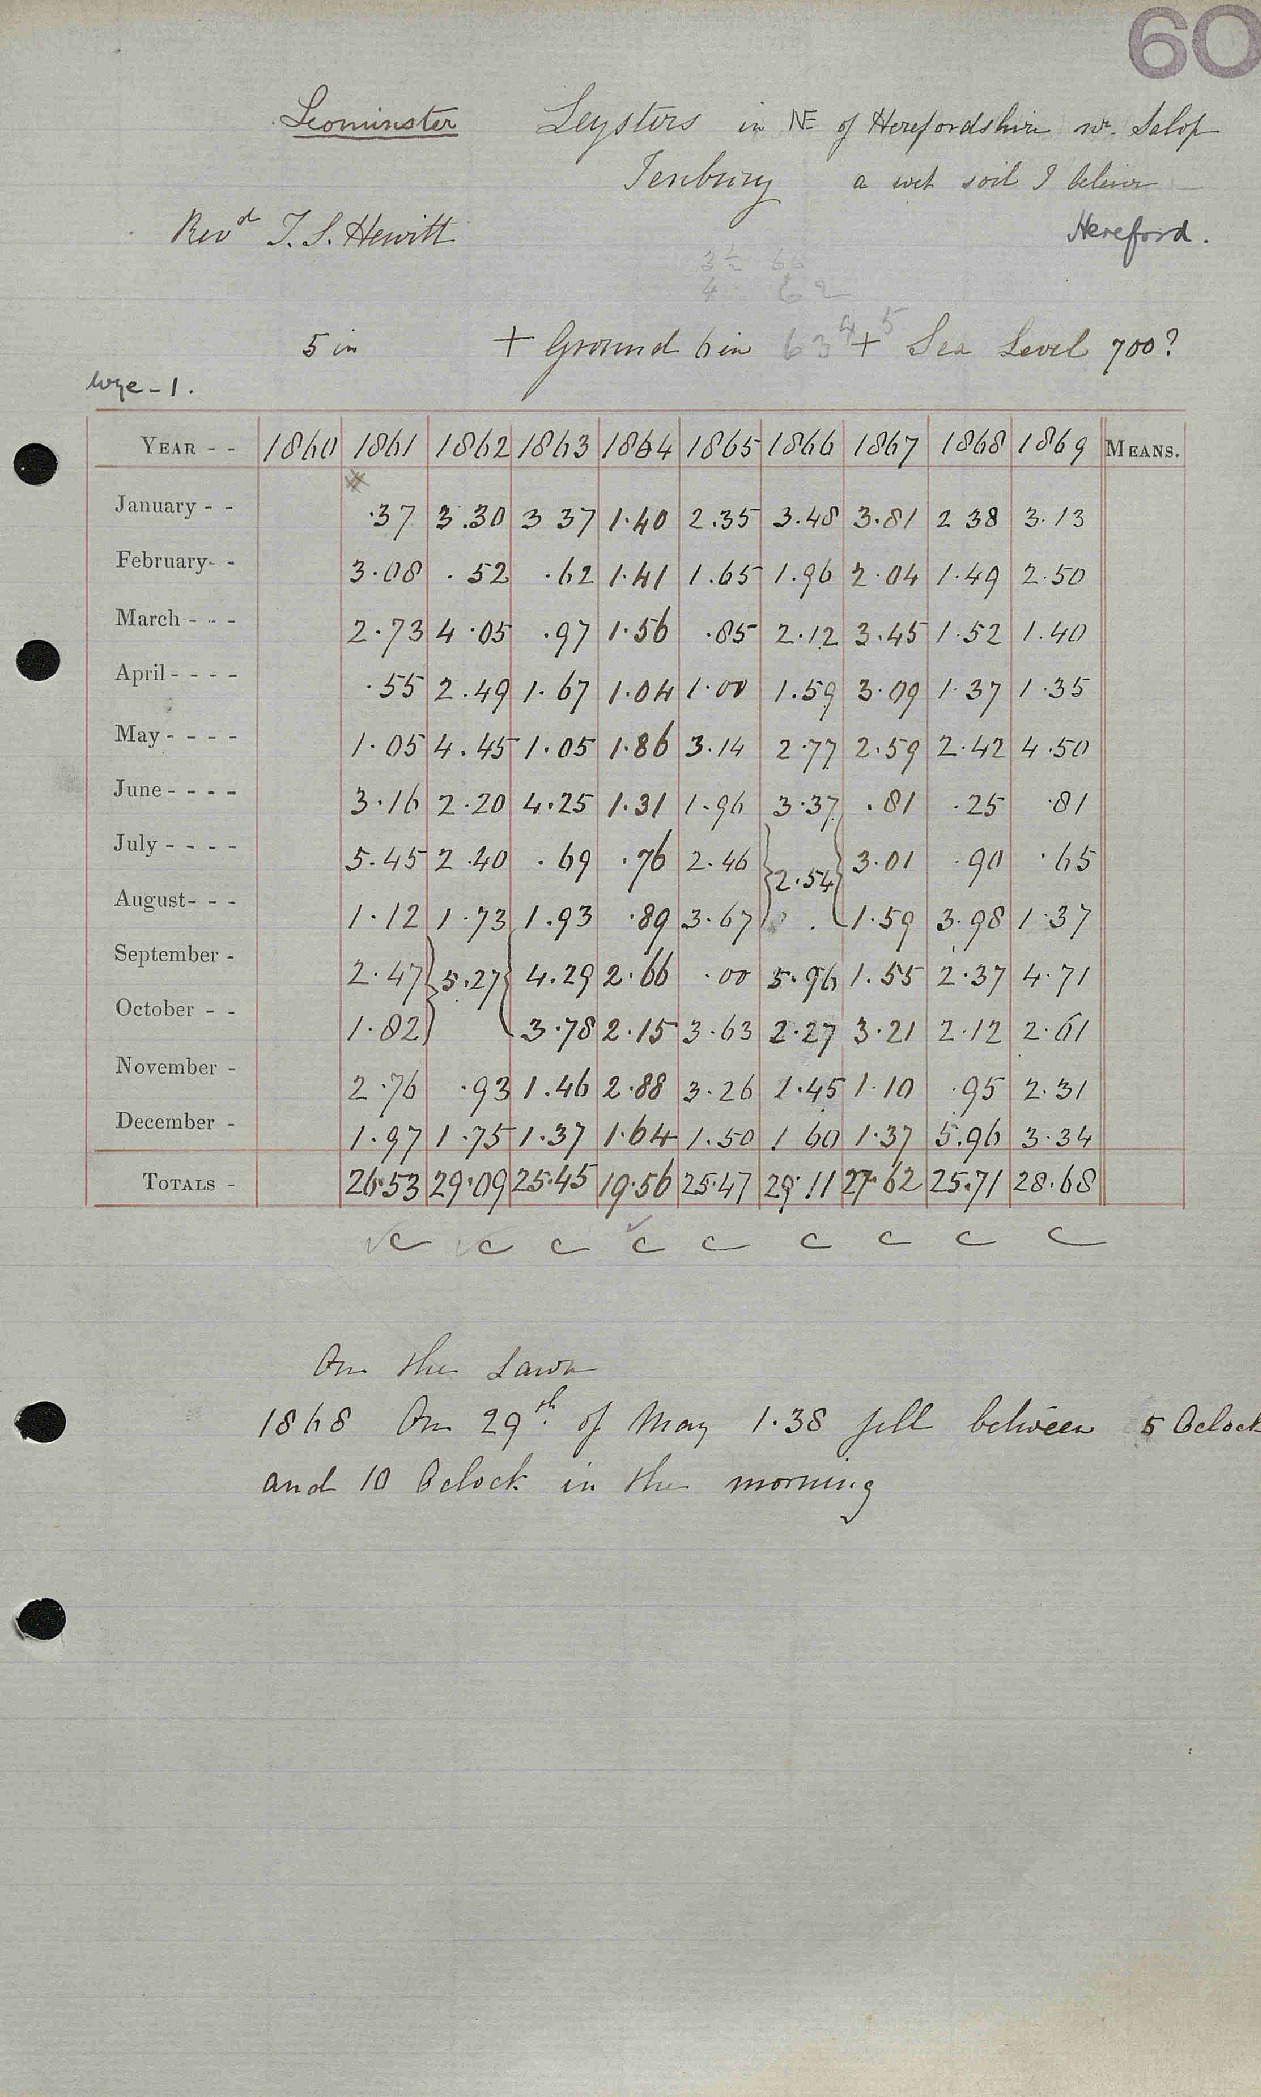 60
Leominster Leysters in NE of Herefordshire nr. Salop
Tenbury a wet soil I believe
Revd T. S. Hewitt Hereford.
3½ 66
4 62
5 in + Ground 6 in 63 4 + 5 Sea Level 700?
Wye - 1.
YEAR - - 1860 1861 1862 1863 1864 1865 1866 1867 1868 1869 MEANS.
January - - .37 3.30 3 37 1.40 2.35 3.48 3.81 2 38 3.13
February- - 3.08 .52 .62 1.41 1.65 1.96 2.04 1.49 2.50
March - - - 2.73 4.05 .97 1.56 .85 2.12 3.45 1.52 1.40
April - - - - .55 2.49 1.67 1.04 1.00 1.59 3.09 1.37 1.35
May - - - - 1.05 4.45 1.05 1.86 3.14 2.77 2.59 2.42 4.50
June - - - - 3.16 2.20 4.25 1.31 1.96 3.37 .81 .25 .81
July - - - - 5.45 2.40 .69 .76 2.46 2.54 3.01 .90 .65
August- - - 1.12 1.73 1.93 .89 3.67 1.59 3.98 1.37
September - 2.47 5.27 4.29 2.66 .00 5.96 1.55 2.37 4.71
October - - 1.82 3.78 2.15 3.63 2.27 3.21 2.12 2.61
November - 2.76 .93 1.46 2.88 3.26 1.45 1.10 .95 2.31
December - 1.97 1.75 1.37 1.64 1.50 1 60 1.37 5.96 3.34
TOTALS - 26.53 29.09 25.45 19.56 25.47 29.11 27.62 25.71 28.68
c c c c c c c c c
On the Lawn
1868 On 29th of May 1.38 fell between 5 Oclock
and 10 Oclock in the morning